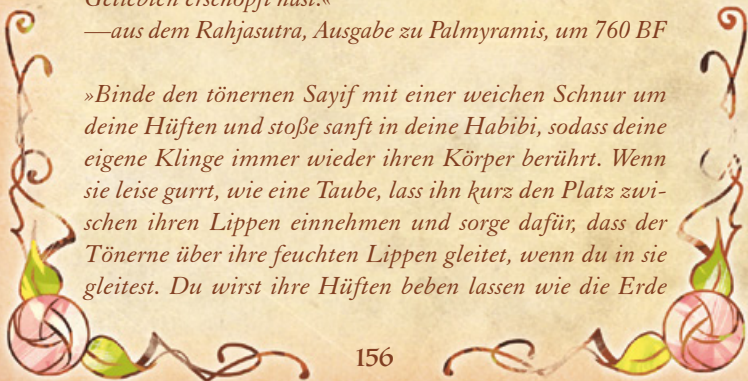 Geliebten erschöpft hast.«
—aus dem Rahjasutra, Ausgabe zu Palmyramis, um 760 BF
»Binde den tönernen Sayif mit einer weichen Schnur um
deine Hüften und stoße sanft in deine Habibi, sodass deine
eigene Klinge immer wieder ihren Körper berührt. Wenn
sie leise gurrt, wie eine Taube, lass ihn kurz den Platz zwi-
schen ihren Lippen einnehmen und sorge dafür, dass der
Tönerne über ihre feuchten Lippen gleitet, wenn du in sie
gleitest. Du wirst ihre Hüften beben lassen wie die Erde
156